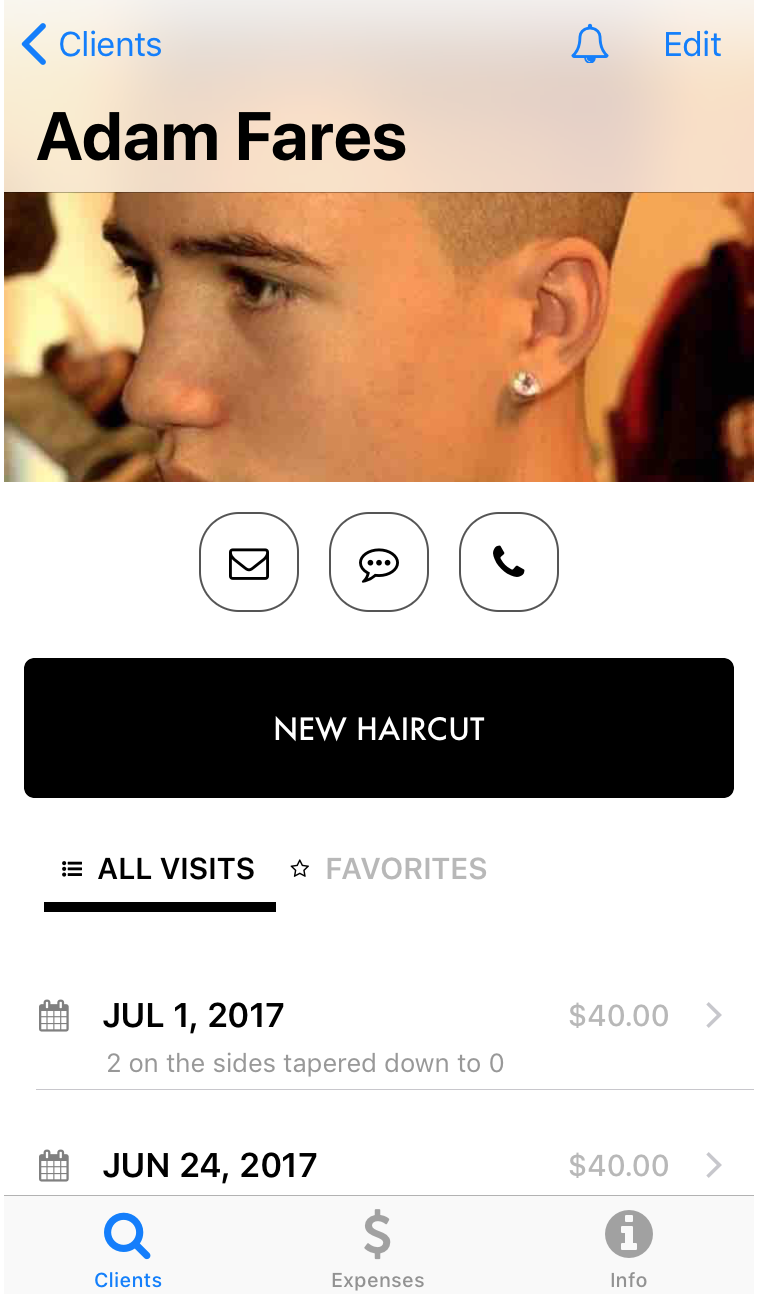 Clients Edit
Adam Fares
NEW HAIRCUT
ALL VISITS FAVORITES
JUL 1, 2017 $40.00
2 on the sides tapered down to 0
JUN 24, 2017 $40.00
Clients Expenses Info